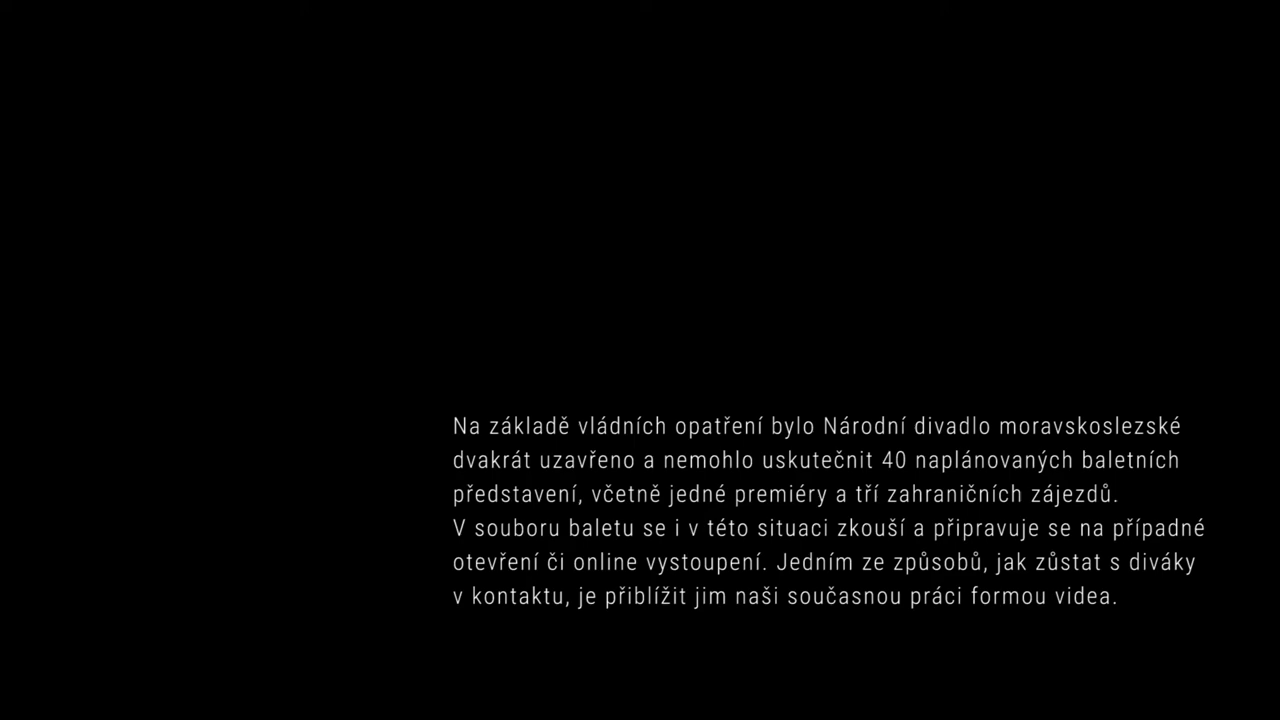 Na základě vládních opatření bylo Národní divadlo moravskoslezské
dvakrát uzavřeno a nemohlo uskutečnit 40 naplánovaných baletních
představení, včetně jedné premiéry a tří zahraničních zájezdů.
V souboru baletu se i v této situaci zkouší a připravuje se na případné
otevření či online vystoupení. Jedním ze způsobů, jak zůstat s diváky
v kontaktu, je přiblížit jim naši současnou práci formou videa.